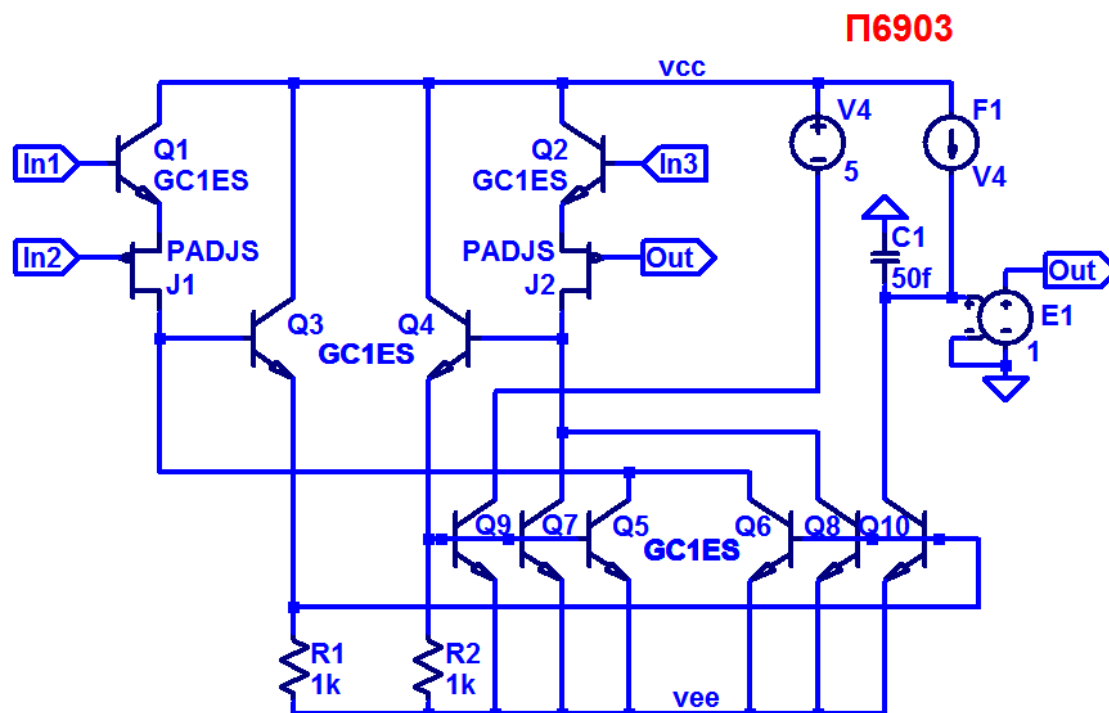 П6903
vcc
V4
F1
In1
Q1
Q2
In3
GC1ES
GC1ES
5
V4
In2
PADJS
PADJS
Out
C1
Out
J1
J2
50f
Q3
Q4
E1
GC1ES
1
Q9
Q7
Q5
Q6
Q8
Q10
GC1ES
R1
R2
1k
1k
vee